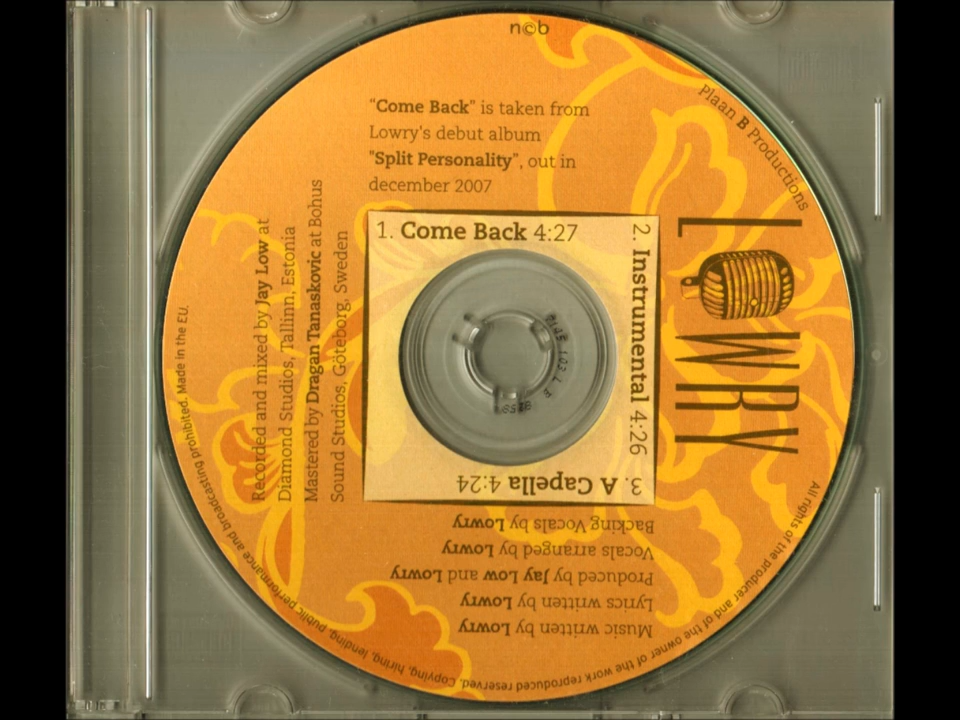 n©b
"Come Back" is taken from
Lowry's debut album
"Split Personality", out in
december 2007
1. Come Back 4:27
2. Instrumental 4:26
3. A Capella 4:24
Plaan B Productions
LOWRY
Backing Vocals by Lowry
Vocals arranged by Lowry
Produced by Jay Low and Lowry
Lyrics written by Lowry
Music written by Lowry
Recorded and mixed by Jay Low at
Diamond Studios, Tallinn, Estonia
Mastered by Dragan Tanaskovic at Bohus
Sound Studios, Göteborg, Sweden
All rights of the producer and of the owner of the work reproduced reserved. Copying, hiring, lending, public performance and broadcasting prohibited. Made in the EU.